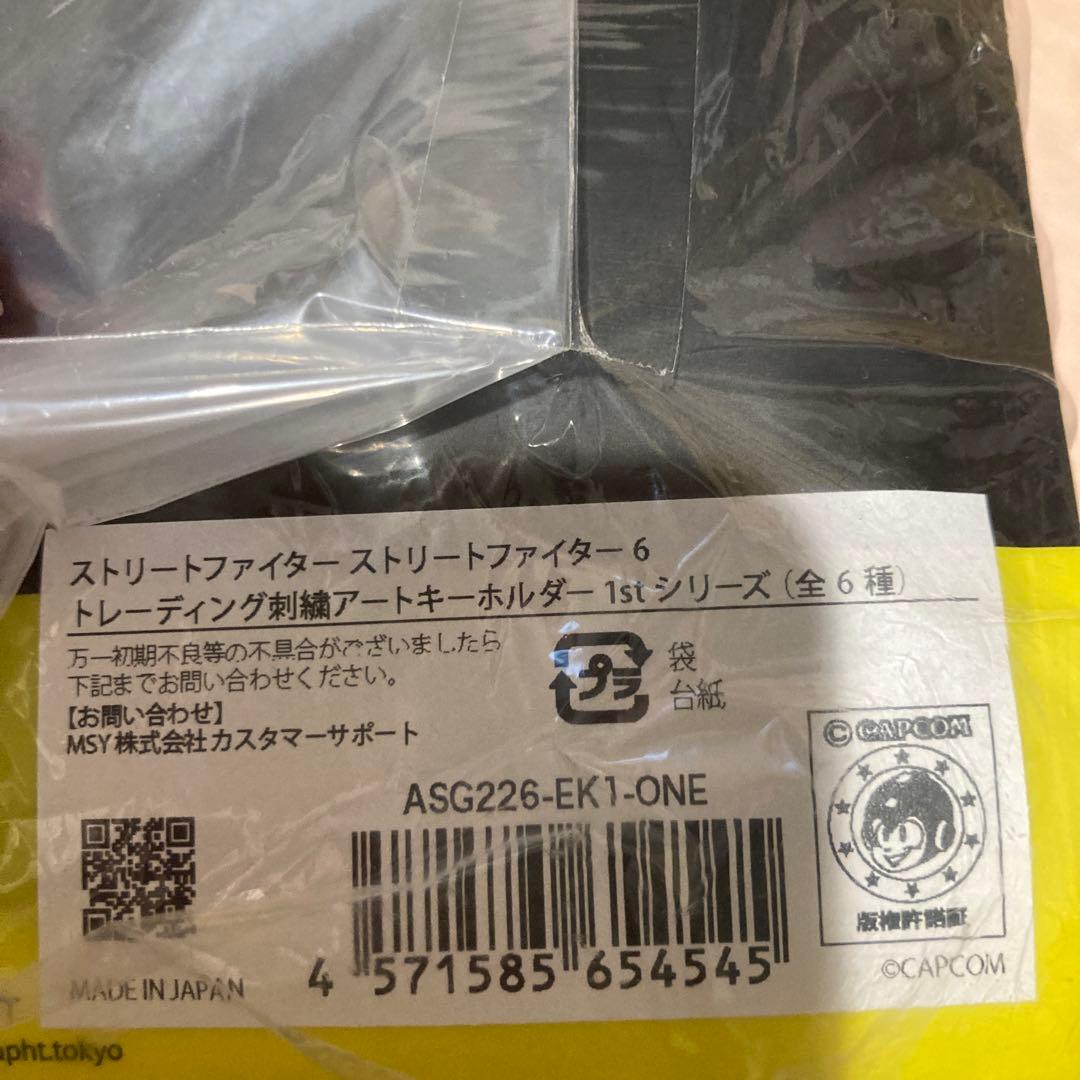 ストリートファイター ストリートファイター 6
トレーディング刺繍アートキーホルダー 1st シリーズ (全 6 種)
万一初期不良等の不具合がございましたら
下記までお問い合わせください。
【お問い合わせ】
MSY 株式会社カスタマーサポート
プラ
袋
台紙
ASG226-EK1-ONE
4 571585 654545
© CAPCOM
版権許諾証
©CAPCOM
MADE IN JAPAN
apht.tokyo